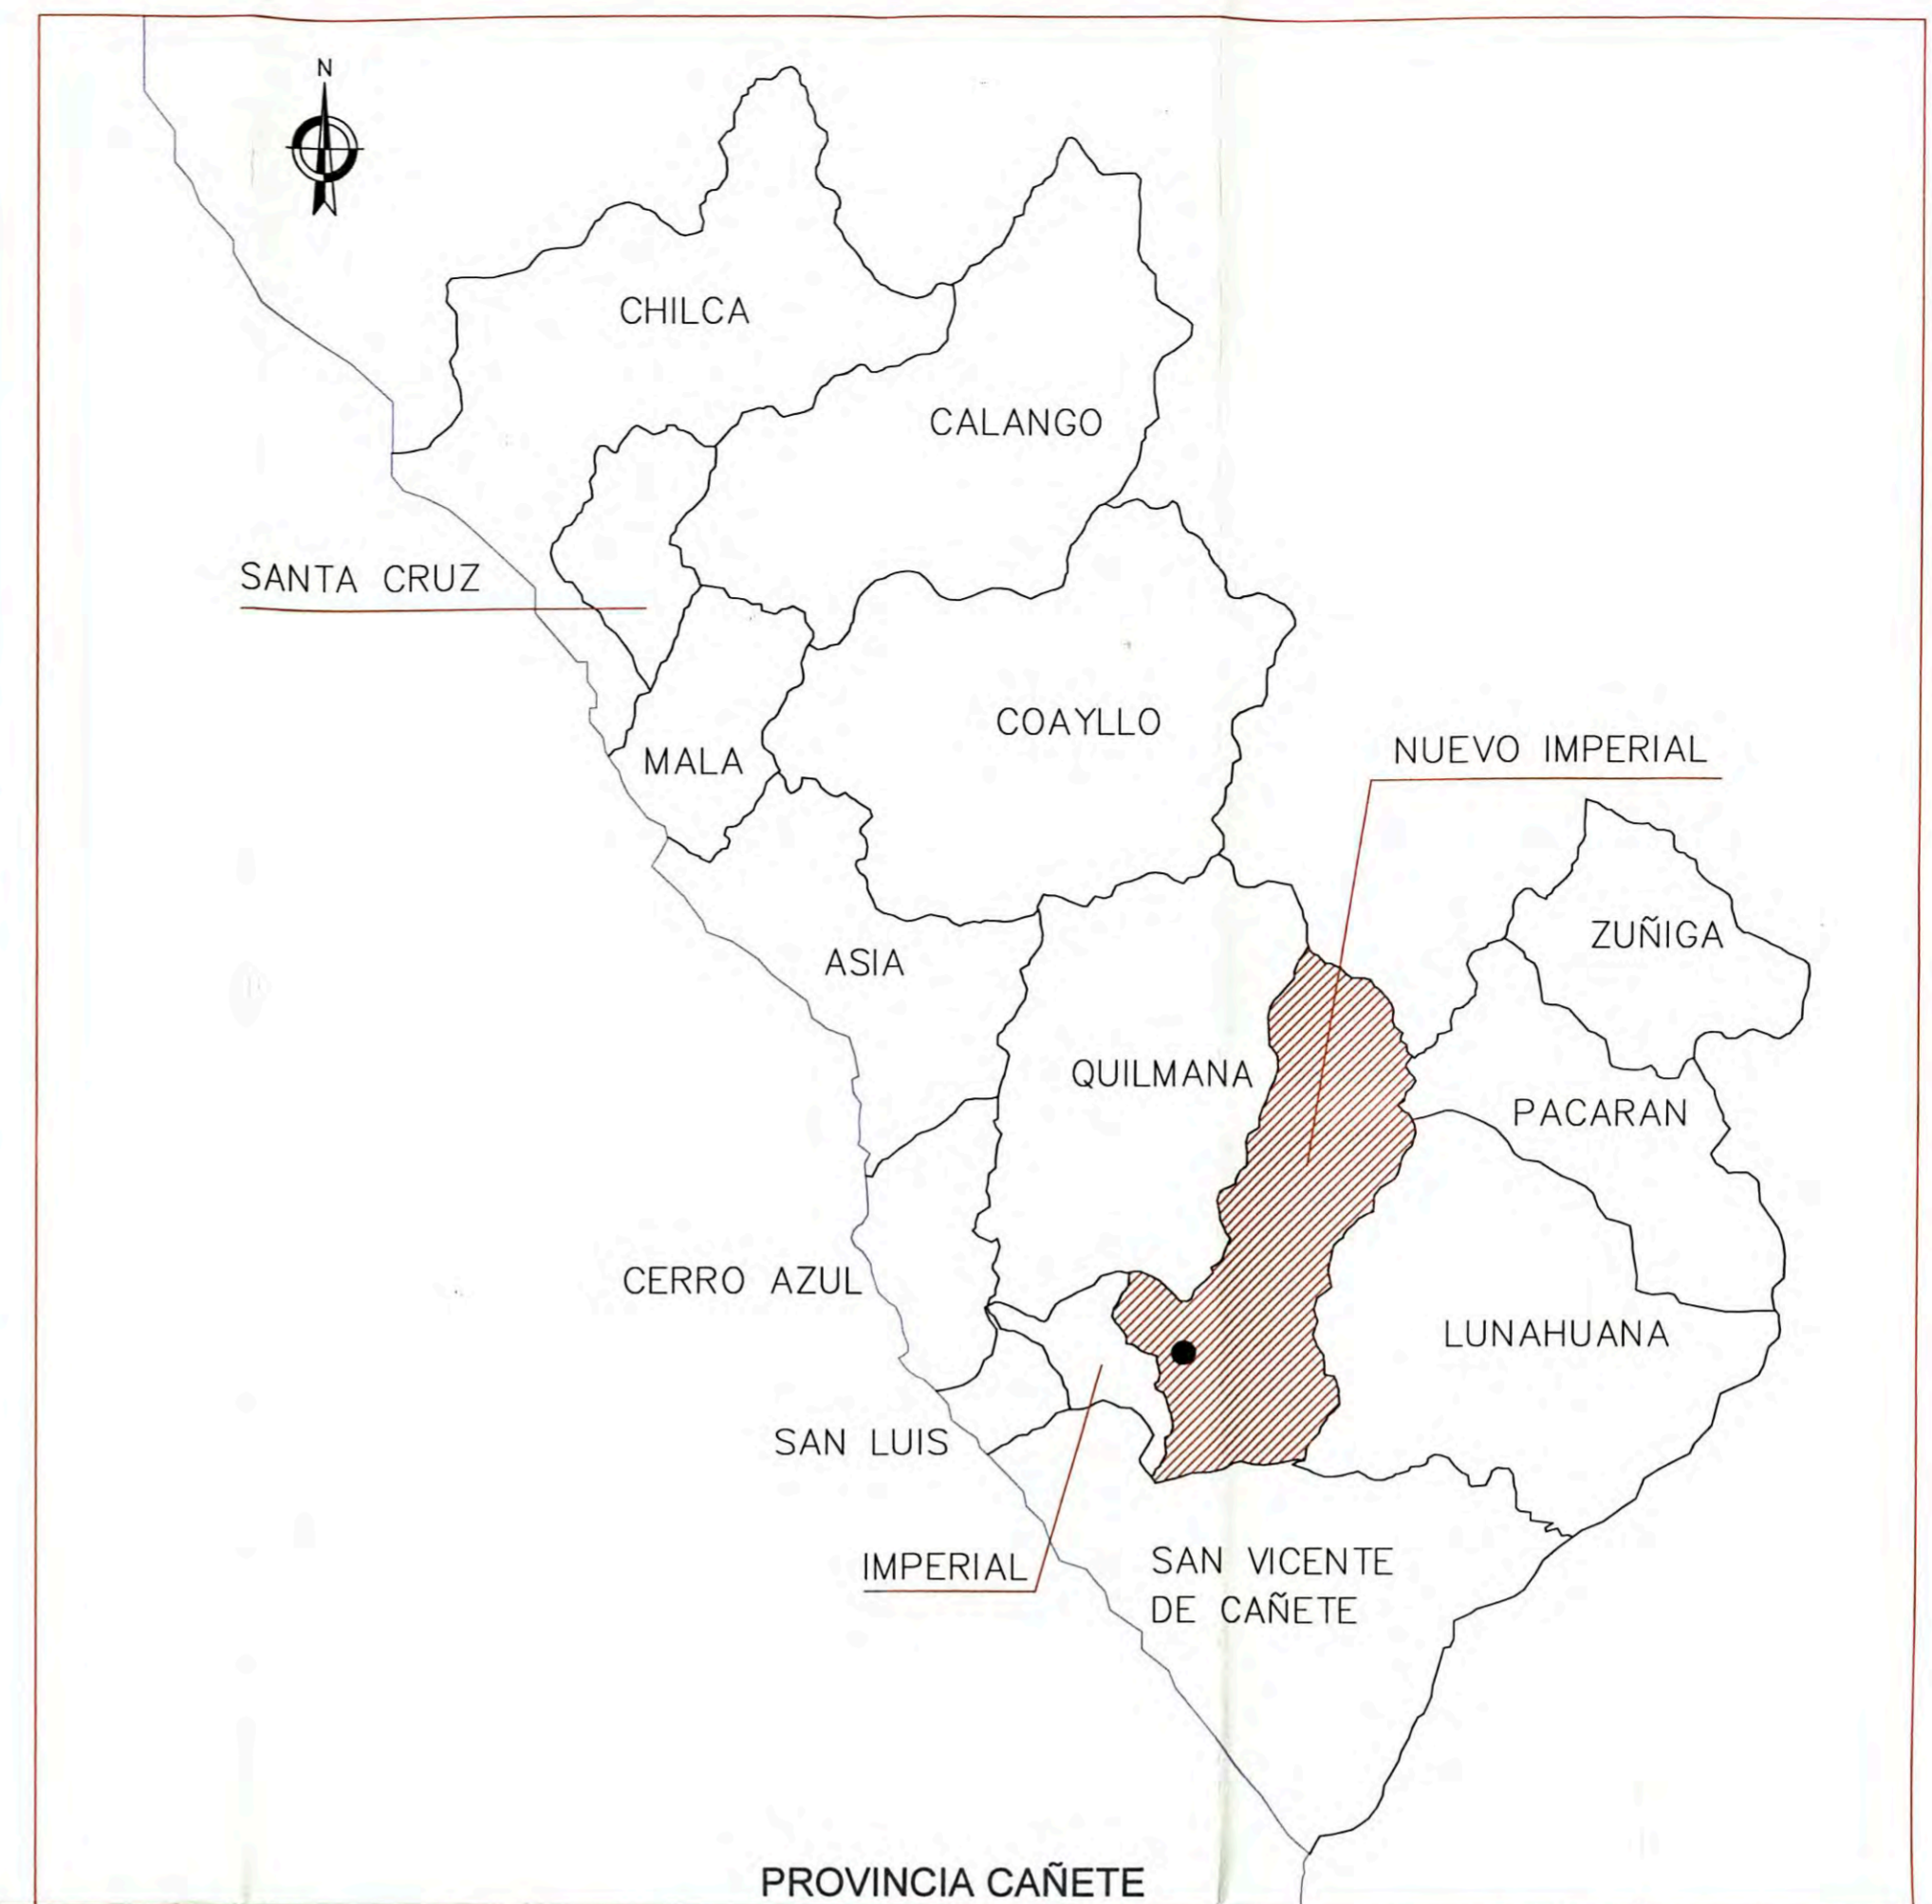 N
CHILCA
CALANGO
SANTA CRUZ
COAYLLO
NUEVO IMPERIAL
MALA
ZUÑIGA
ASIA
QUILMANA
PACARAN
CERRO AZUL
LUNAHUANA
SAN LUIS
IMPERIAL
SAN VICENTE
DE CAÑETE
PROVINCIA CAÑETE